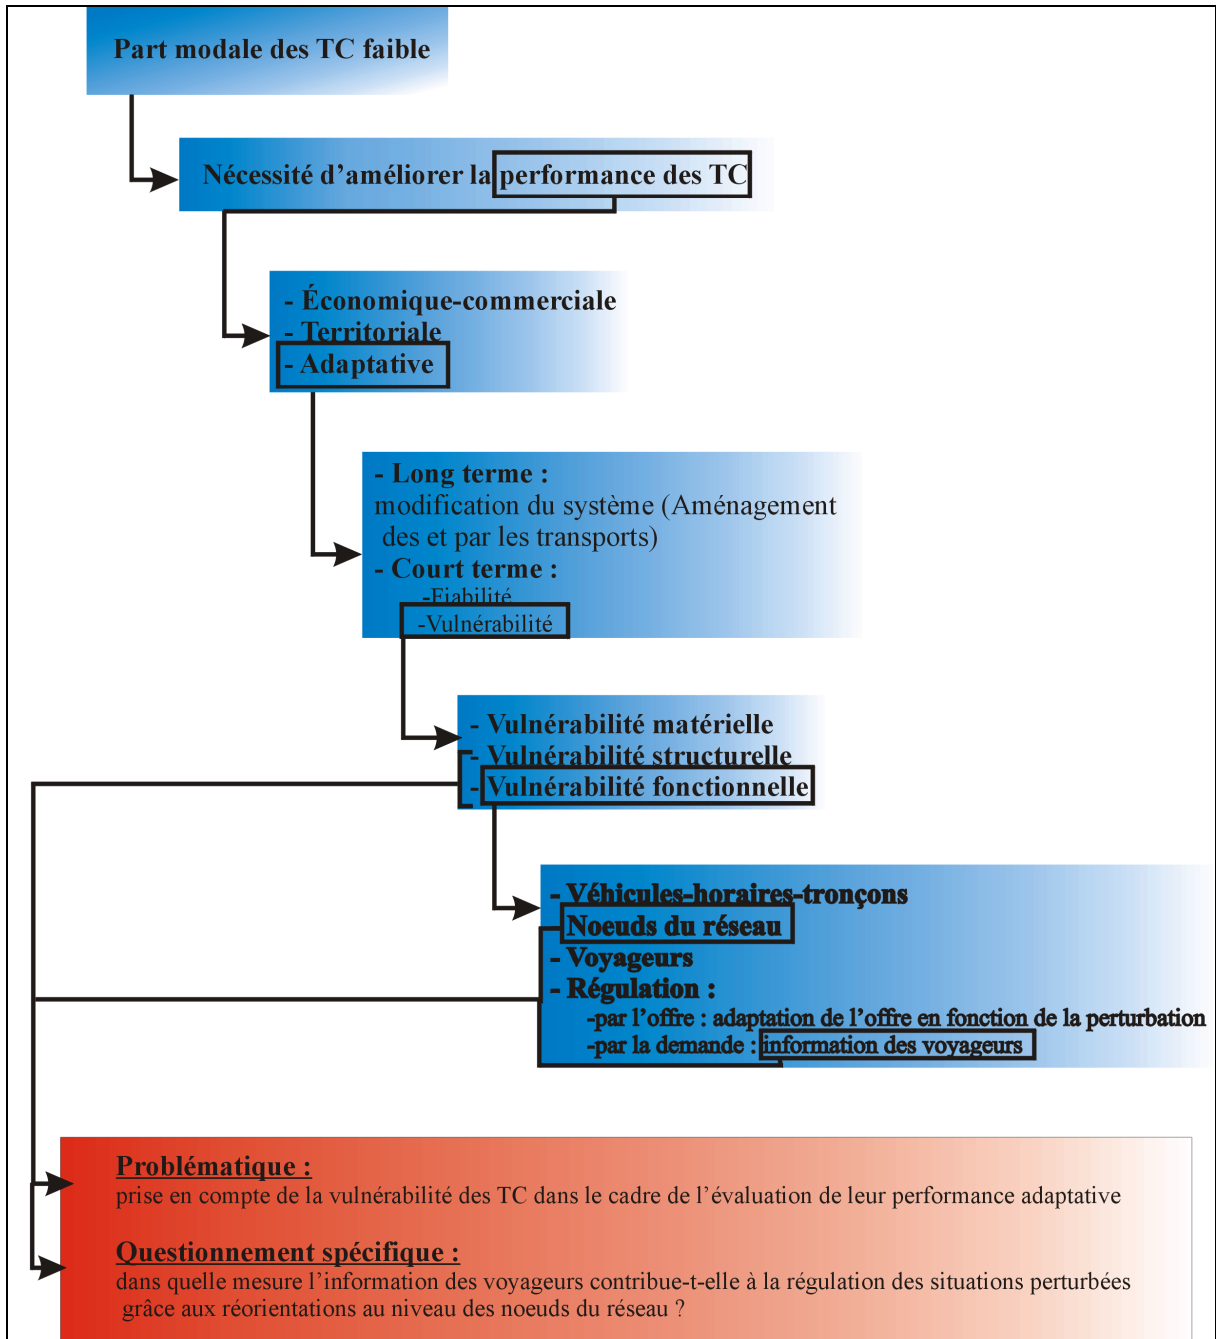 Part modale des TC faible
Nécessité d'améliorer la performance des TC
- Économique-commerciale
- Territoriale
- Adaptative
- Long terme :
modification du système (Aménagement
des et par les transports)
- Court terme :
-Fiabilité
-Vulnérabilité
- Vulnérabilité matérielle
- Vulnérabilité structurelle
- Vulnérabilité fonctionnelle
- Véhicules-horaires-tronçons
Noeuds du réseau
- Voyageurs
- Régulation :
-par l'offre : adaptation de l'offre en fonction de la perturbation
-par la demande : information des voyageurs
Problématique :
prise en compte de la vulnérabilité des TC dans le cadre de l'évaluation de leur performance adaptative
Questionnement spécifique :
dans quelle mesure l'information des voyageurs contribue-t-elle à la régulation des situations perturbées
grâce aux réorientations au niveau des noeuds du réseau ?